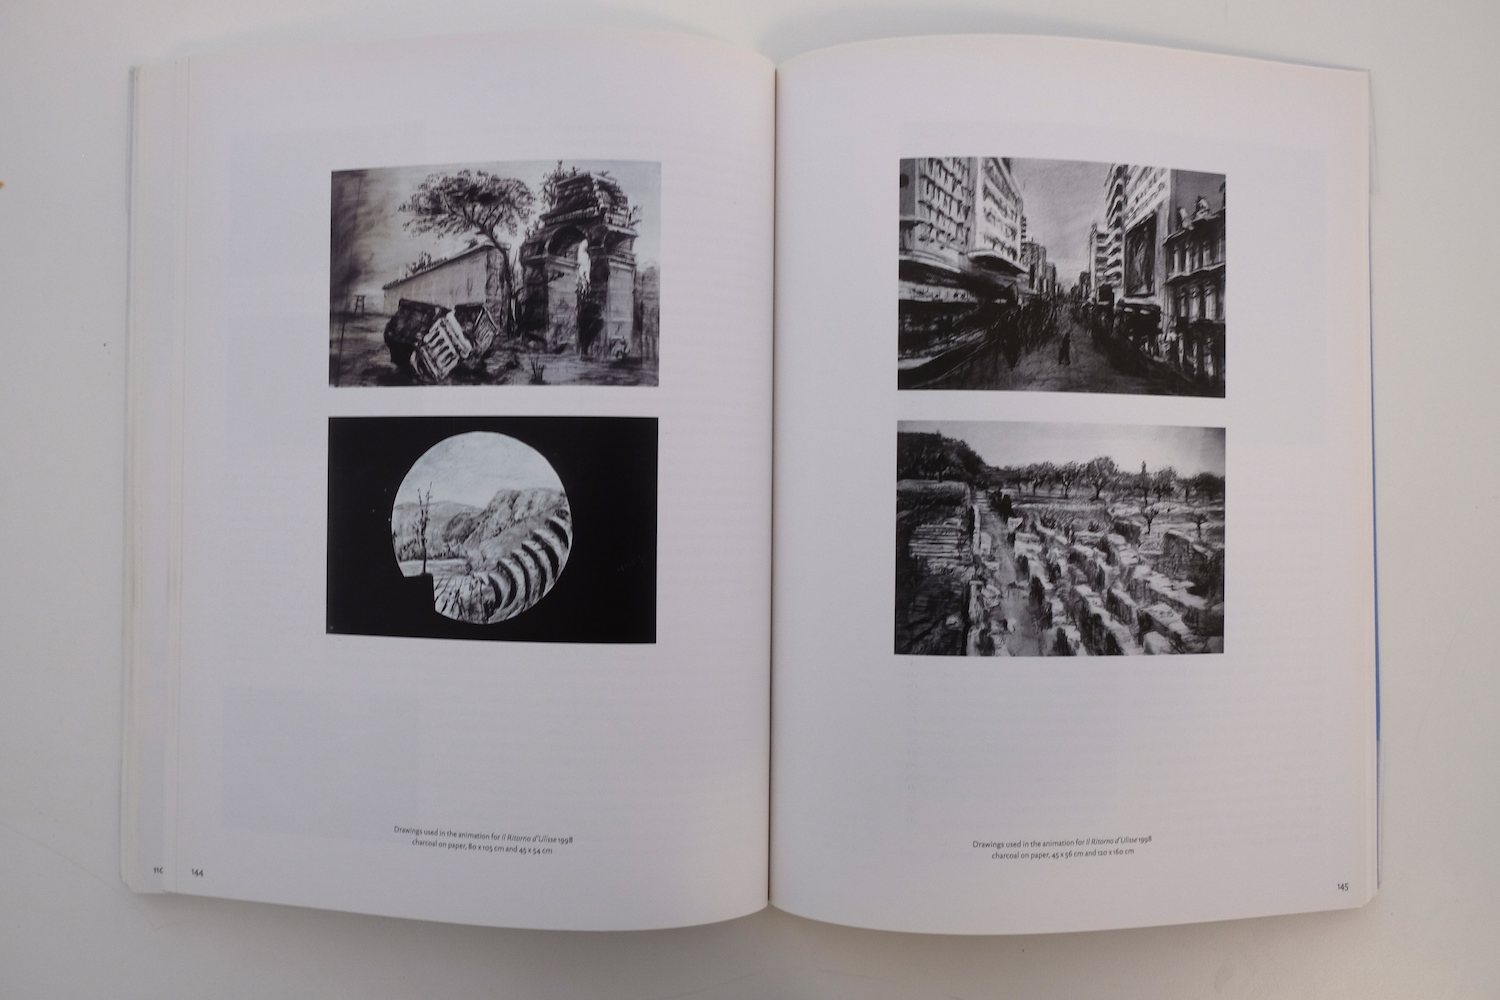 Drawings used in the animation for Il Ritorno d'Ulisse 1998
charcoal on paper, 80 x 105 cm and 45 x 54 cm
116
144
Drawings used in the animation for Il Ritorno d'Ulisse 1998
charcoal on paper, 45 x 56 cm and 120 x 160 cm
145